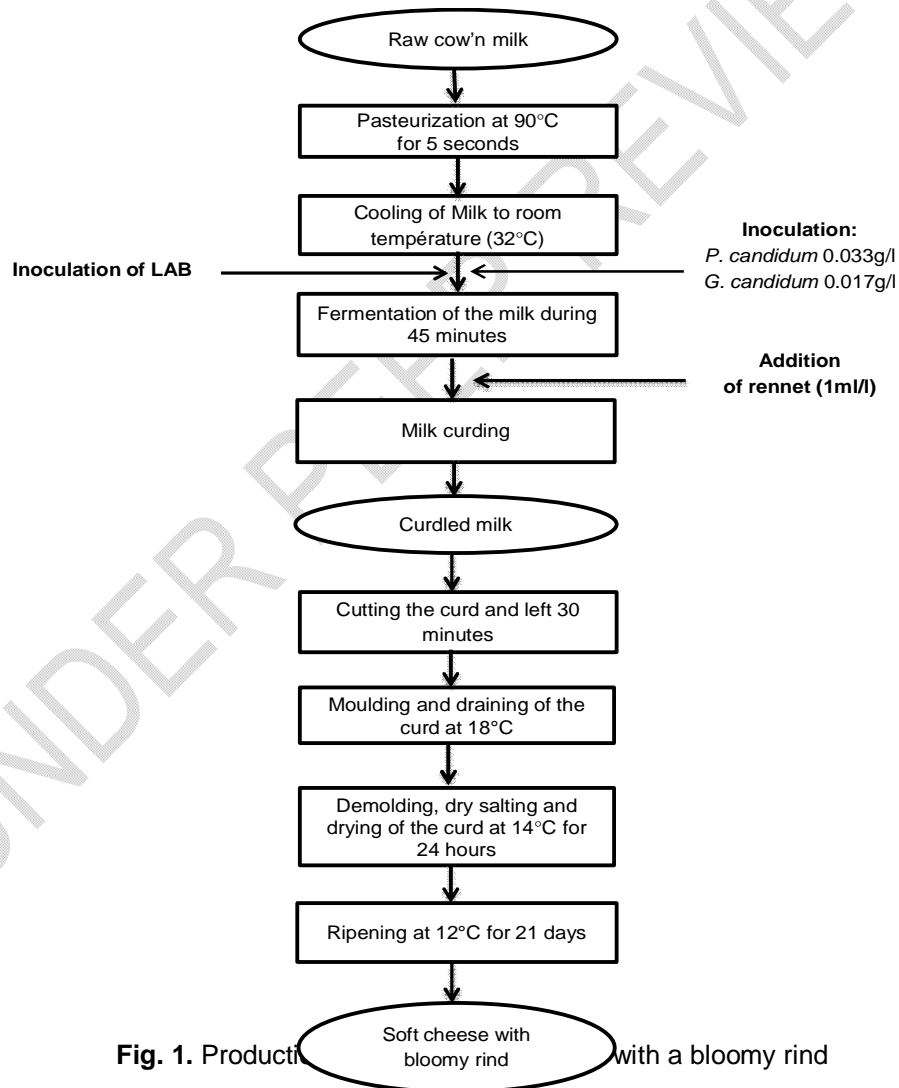 Raw cow'n milk
Pasteurization at 90°C
for 5 seconds
Cooling of Milk to room
température (32°C)
Inoculation of LAB
Inoculation:
P. candidum 0.033g/l
G. candidum 0.017g/l
Fermentation of the milk during
45 minutes
Addition
of rennet (1ml/l)
Milk curding
Curdled milk
Cutting the curd and left 30
minutes
Moulding and draining of the
curd at 18°C
Demolding, dry salting and
drying of the curd at 14°C for
24 hours
Ripening at 12°C for 21 days
Soft cheese with
bloomy rind
Fig. 1. Producti with a bloomy rind
UNDER PEER REVIE